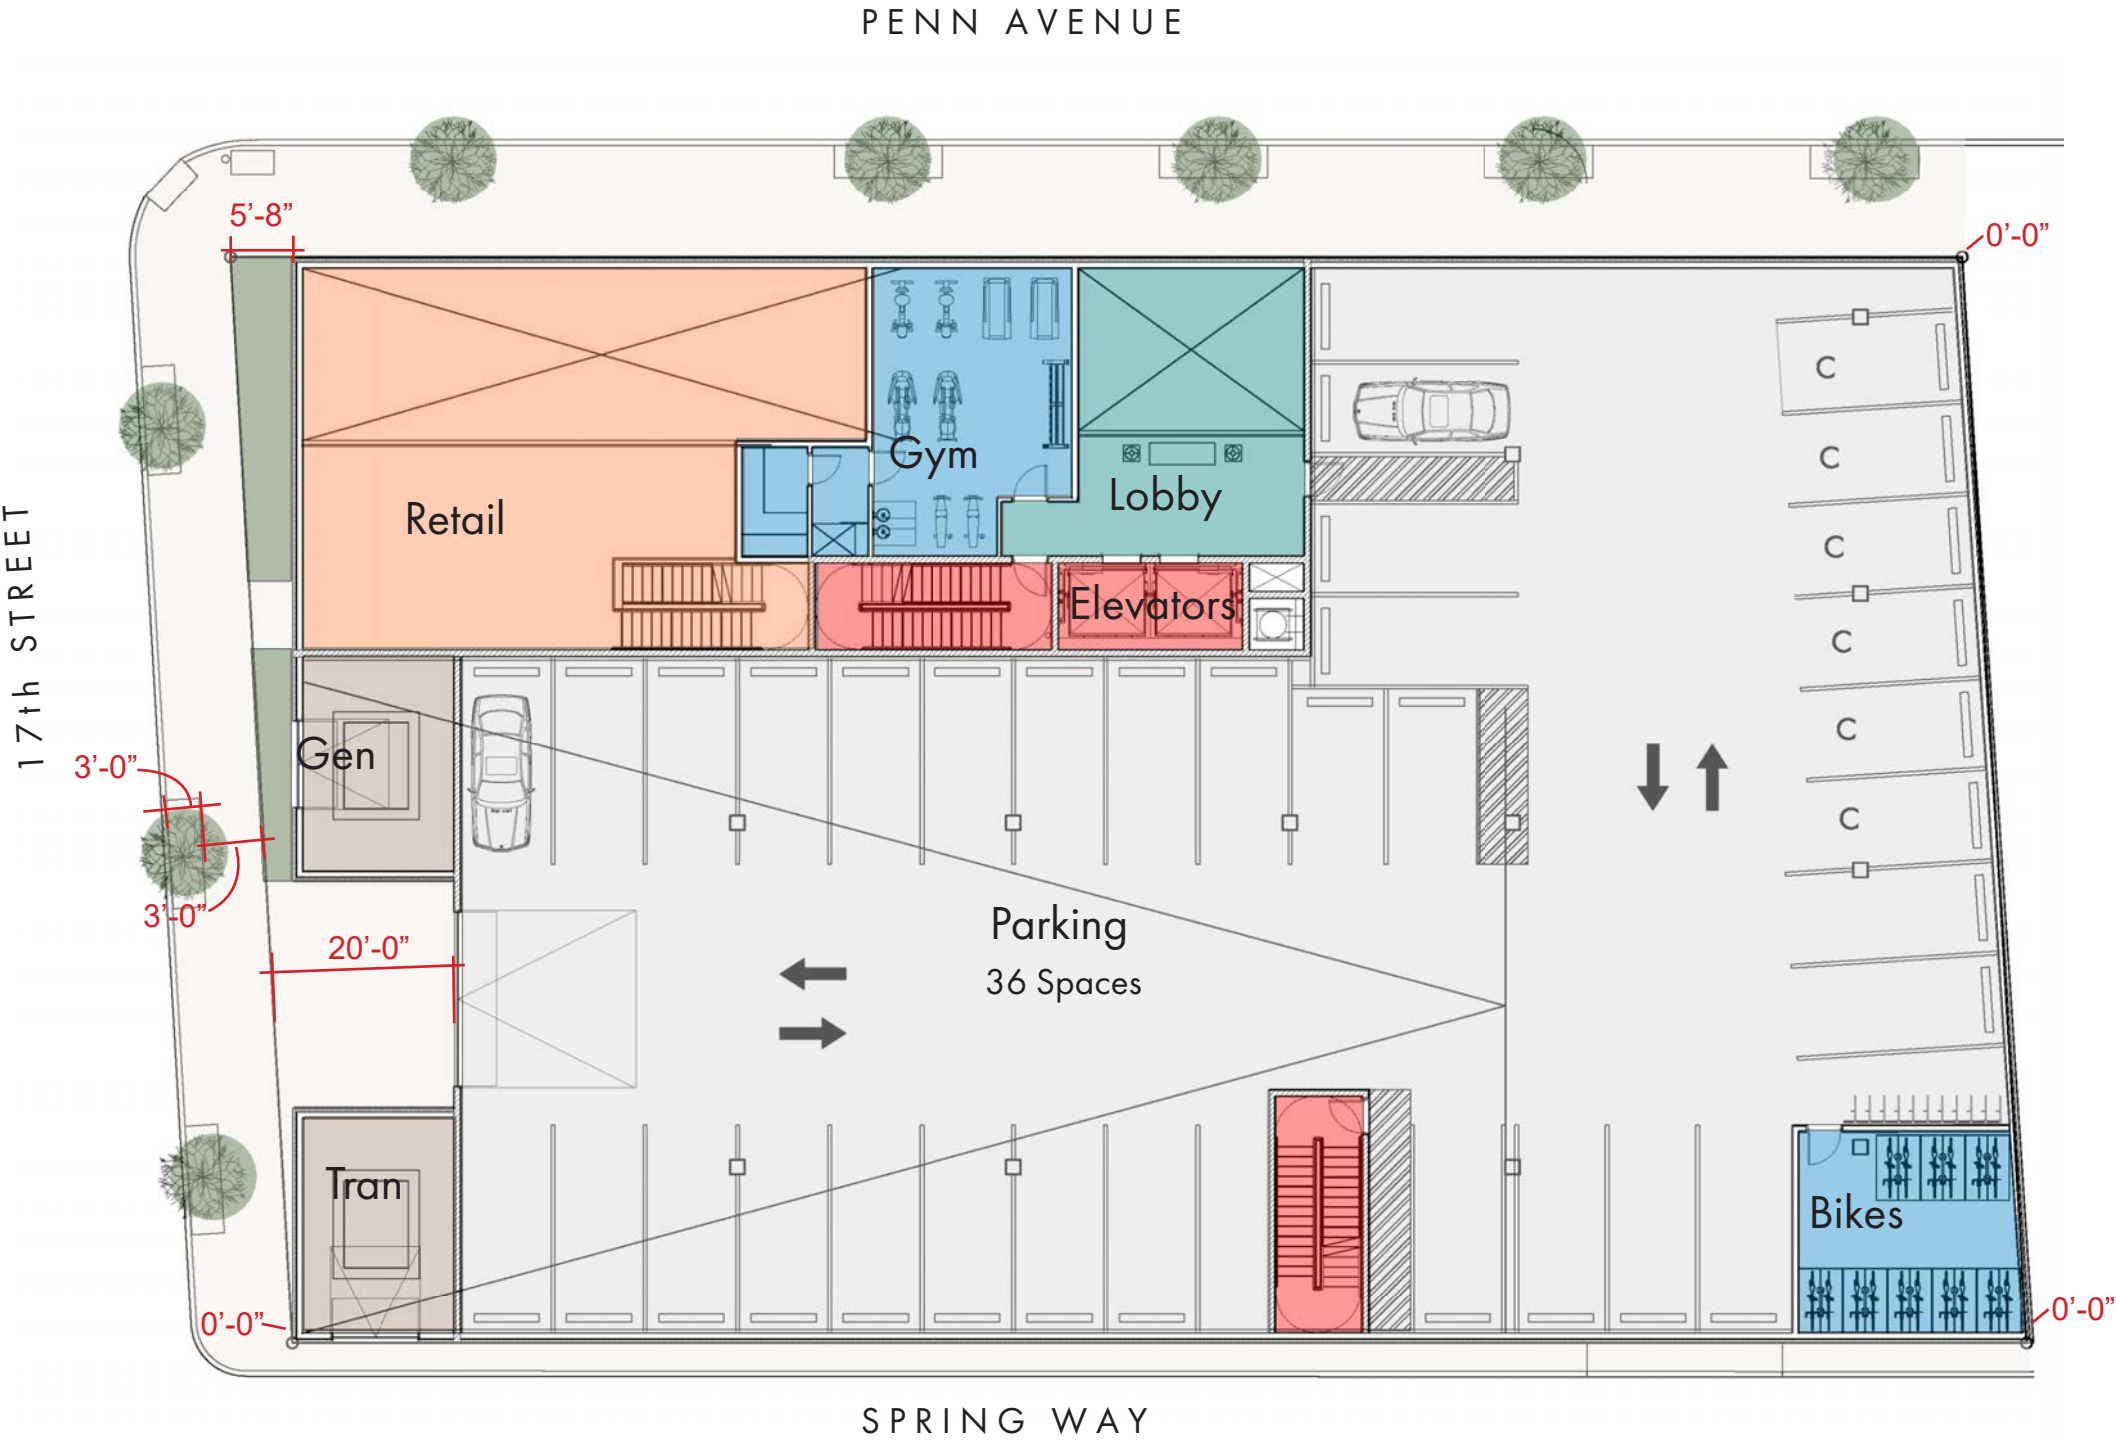 PENN AVENUE
5’-8”
0’-0”
C
C
Gym
Lobby
Retail
17th STREET
C
Elevators
C
C
Gen
3’-0”
C
3’-0”
Parking
20’-0”
36 Spaces
Tran
Bikes
0’-0”
0’-0”
SPRING WAY